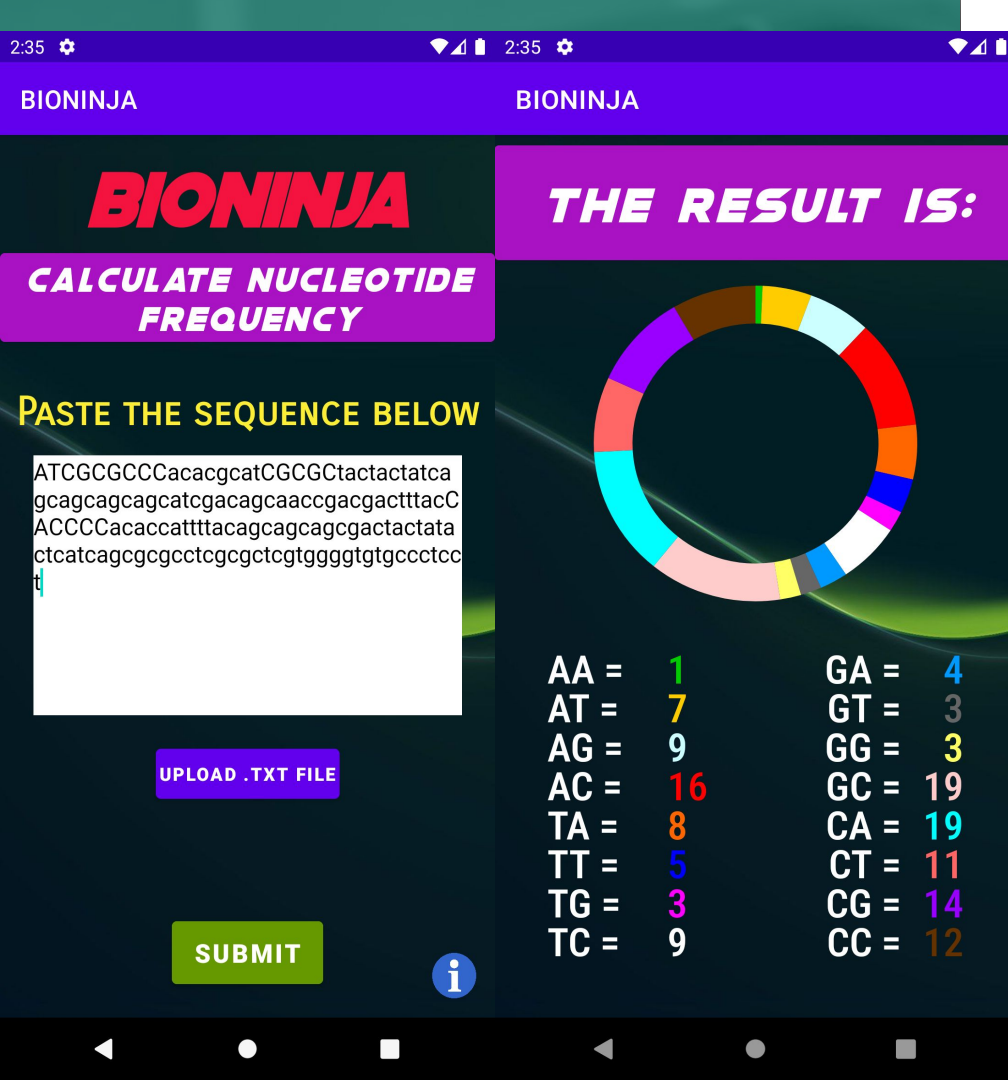 2:35
BIONINJA
BIONINJA
CALCULATE NUCLEOTIDE
FREQUENCY
PASTE THE SEQUENCE BELOW
ATCGCGCCCacacgcatCGCGCtactactatca
gcagcagcagcatcgacagcaaccgacgactttacC
ACCCCacaccattttacagcagcagcgactactata
ctcatcagcgcgcctcgcgctcgtggggtgtgccctcc
t
UPLOAD .TXT FILE
SUBMIT
i
2:35
BIONINJA
THE RESULT IS:
AA = 1
AT = 7
AG = 9
AC = 16
TA = 8
TT = 5
TG = 3
TC = 9
GA = 4
GT = 3
GG = 3
GC = 19
CA = 19
CT = 11
CG = 14
CC = 12